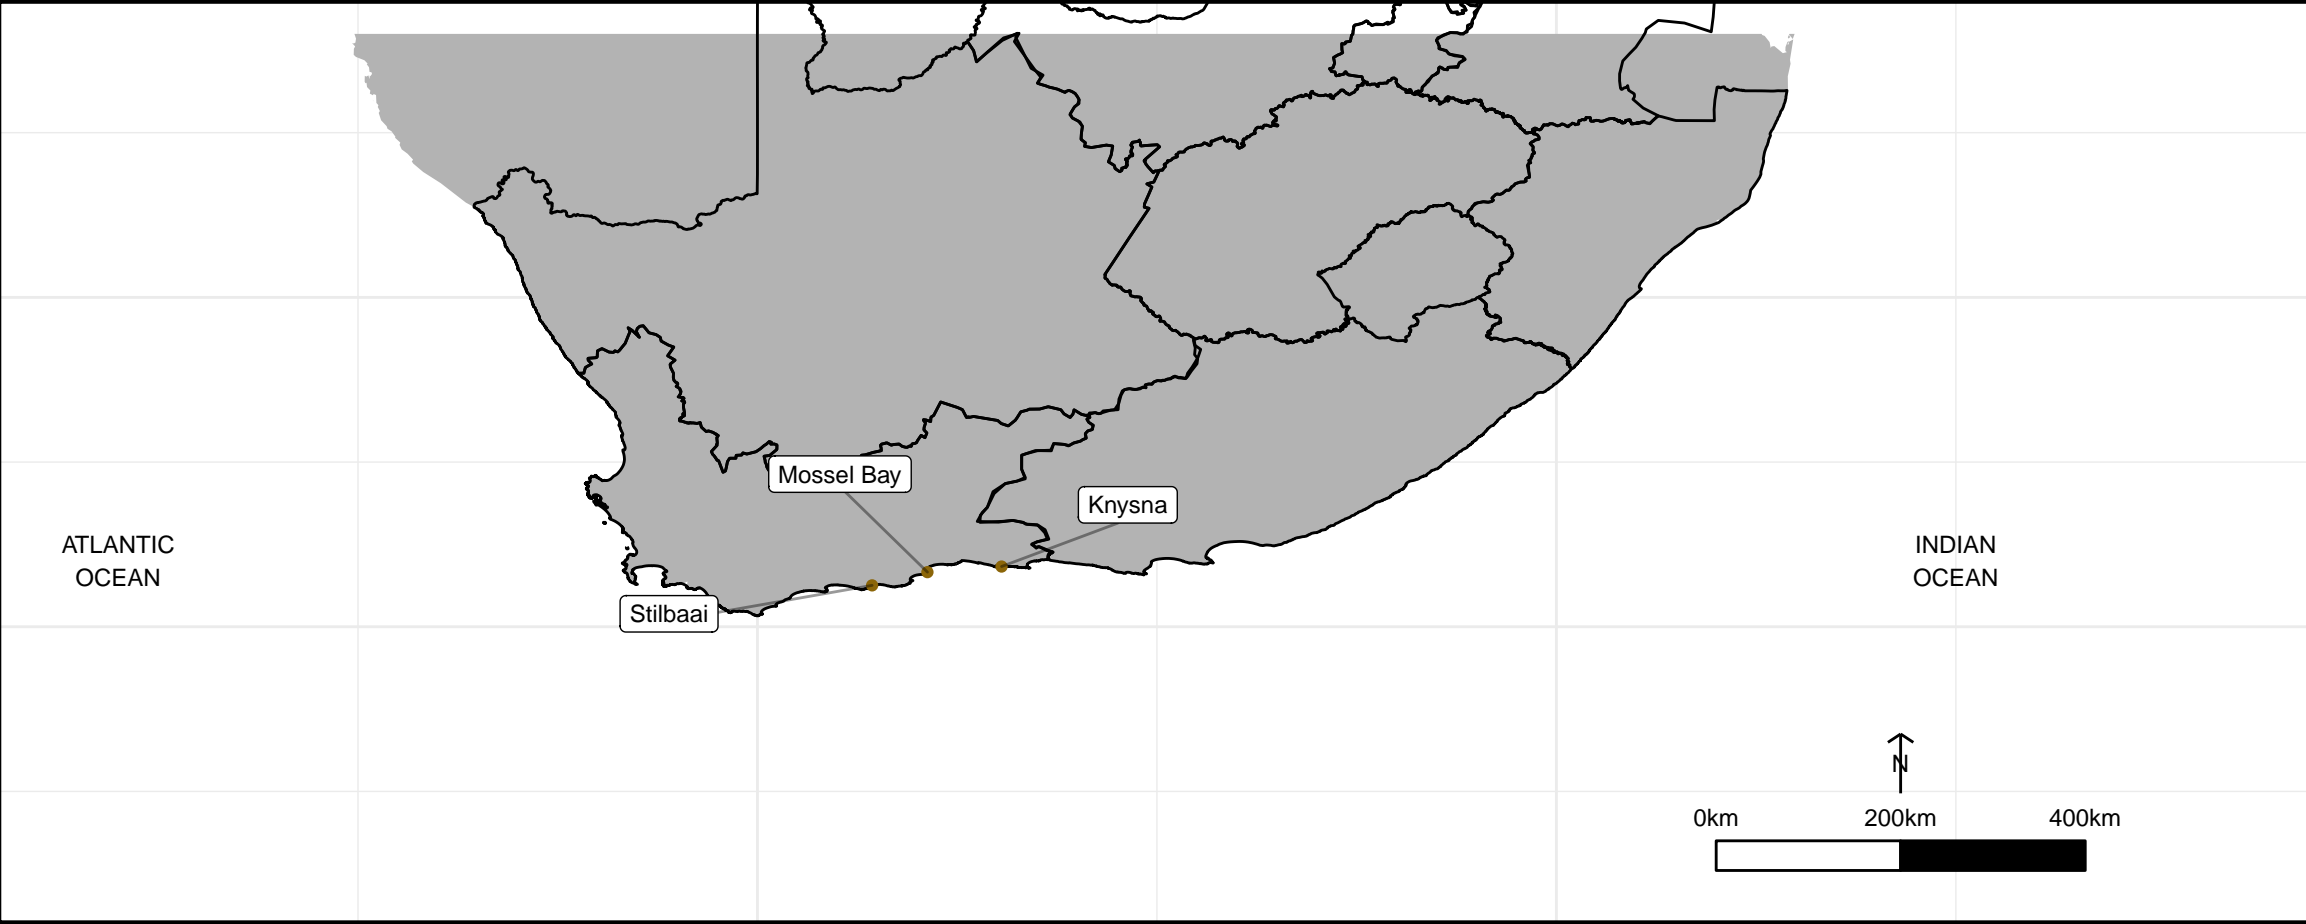 Mossel Bay
Knysna
ATLANTIC
OCEAN
INDIAN
OCEAN
Stilbaai
N
0km 200km 400km